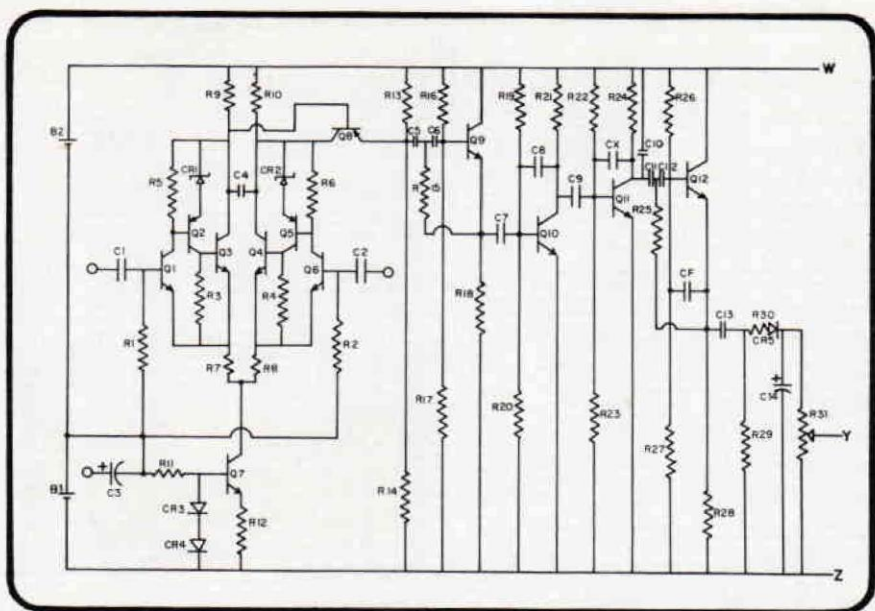 W
R9 R10 R13 R16 R19 R21 R22 R24 R26
B2 Q8 C5 C6 Q9 C10
CR1 CR2 C8 CX C11 C12 Q12
R5 C4 R6 R15 C9 Q11 R25
Q2 Q3 Q4 Q5 C7 Q10
C1 Q1 Q6 C2
R3 R4 R18 CF
R1 R7 R8 R2 C13 R30
CR5
C14
R17 R20 R23 R27 R29 R31 Y
R11 Q7
B1 C3
CR3 R12 R14 R28
CR4
Z